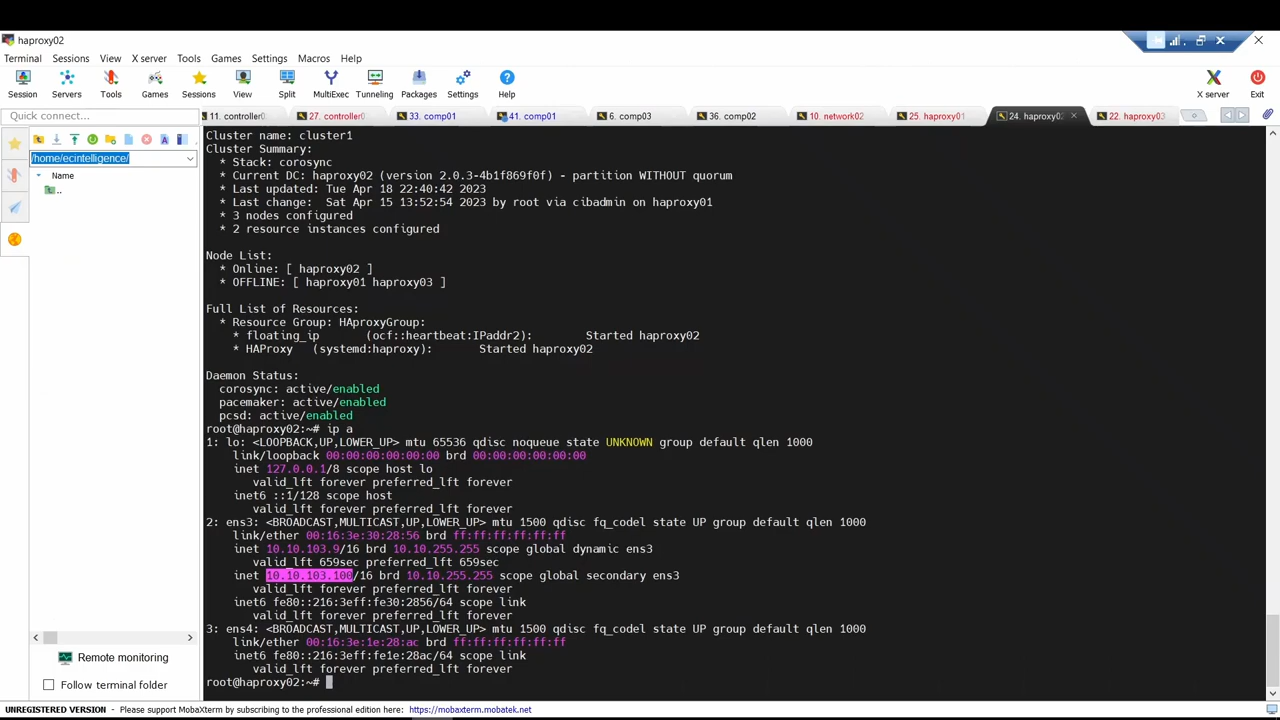 haproxy02
Terminal Sessions View X server Tools Games Settings Macros Help
Session Servers Tools Games Sessions View Split MultiExec Tunneling Packages Settings Help X server Exit
Quick connect...
11. controller0 27. controller0 33. comp01 41. comp01 6. comp03 36. comp02 10. network02 25. haproxy01 24. haproxy02 22. haproxy03
/home/ecintelligence/
Name
..
Cluster name: cluster1
Cluster Summary:
* Stack: corosync
* Current DC: haproxy02 (version 2.0.3-4b1f869f0f) - partition WITHOUT quorum
* Last updated: Tue Apr 18 22:40:42 2023
* Last change:  Sat Apr 15 13:52:54 2023 by root via cibadmin on haproxy01
* 3 nodes configured
* 2 resource instances configured
Node List:
* Online: [ haproxy02 ]
* OFFLINE: [ haproxy01 haproxy03 ]
Full List of Resources:
* Resource Group: HAproxyGroup:
* floating_ip (ocf::heartbeat:IPaddr2): Started haproxy02
* HAProxy (systemd:haproxy): Started haproxy02
Daemon Status:
corosync: active/enabled
pacemaker: active/enabled
pcsd: active/enabled
root@haproxy02:~# ip a
1: lo: <LOOPBACK,UP,LOWER_UP> mtu 65536 qdisc noqueue state UNKNOWN group default qlen 1000
link/loopback 00:00:00:00:00:00 brd 00:00:00:00:00:00
inet 127.0.0.1/8 scope host lo
valid_lft forever preferred_lft forever
inet6 ::1/128 scope host
valid_lft forever preferred_lft forever
2: ens3: <BROADCAST,MULTICAST,UP,LOWER_UP> mtu 1500 qdisc fq_codel state UP group default qlen 1000
link/ether 00:16:3e:30:28:56 brd ff:ff:ff:ff:ff:ff
inet 10.10.103.9/16 brd 10.10.255.255 scope global dynamic ens3
valid_lft 659sec preferred_lft 659sec
inet 10.10.103.100/16 brd 10.10.255.255 scope global secondary ens3
valid_lft forever preferred_lft forever
inet6 fe80::216:3eff:fe30:2856/64 scope link
valid_lft forever preferred_lft forever
3: ens4: <BROADCAST,MULTICAST,UP,LOWER_UP> mtu 1500 qdisc fq_codel state UP group default qlen 1000
link/ether 00:16:3e:1e:28:ac brd ff:ff:ff:ff:ff:ff
inet6 fe80::216:3eff:fe1e:28ac/64 scope link
valid_lft forever preferred_lft forever
root@haproxy02:~#
Remote monitoring
Follow terminal folder
UNREGISTERED VERSION - Please support MobaXterm by subscribing to the professional edition here: https://mobaxterm.mobatek.net